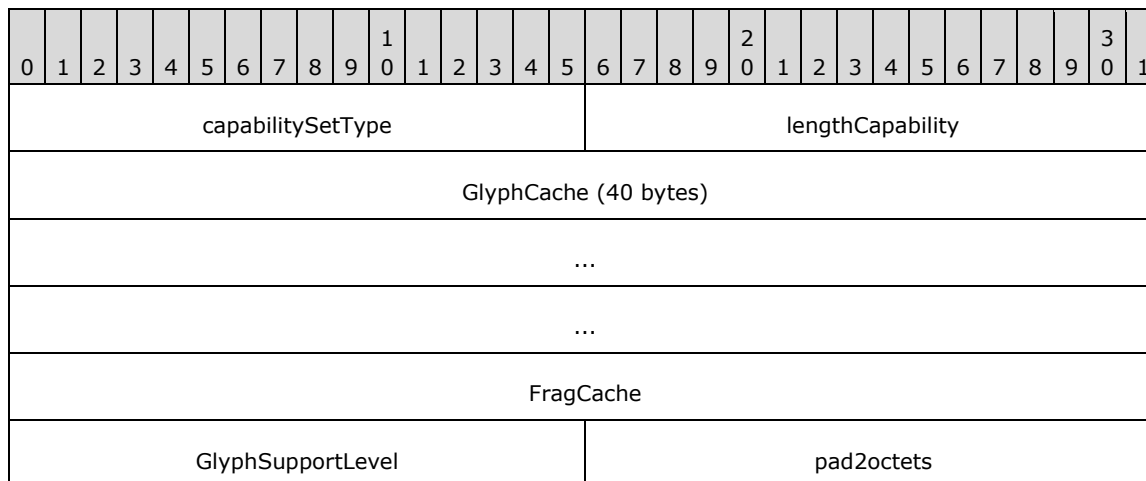 1 2 3
0 1 2 3 4 5 6 7 8 9 0 1 2 3 4 5 6 7 8 9 0 1 2 3 4 5 6 7 8 9 0 1
capabilitySetType lengthCapability
GlyphCache (40 bytes)
...
...
FragCache
GlyphSupportLevel pad2octets